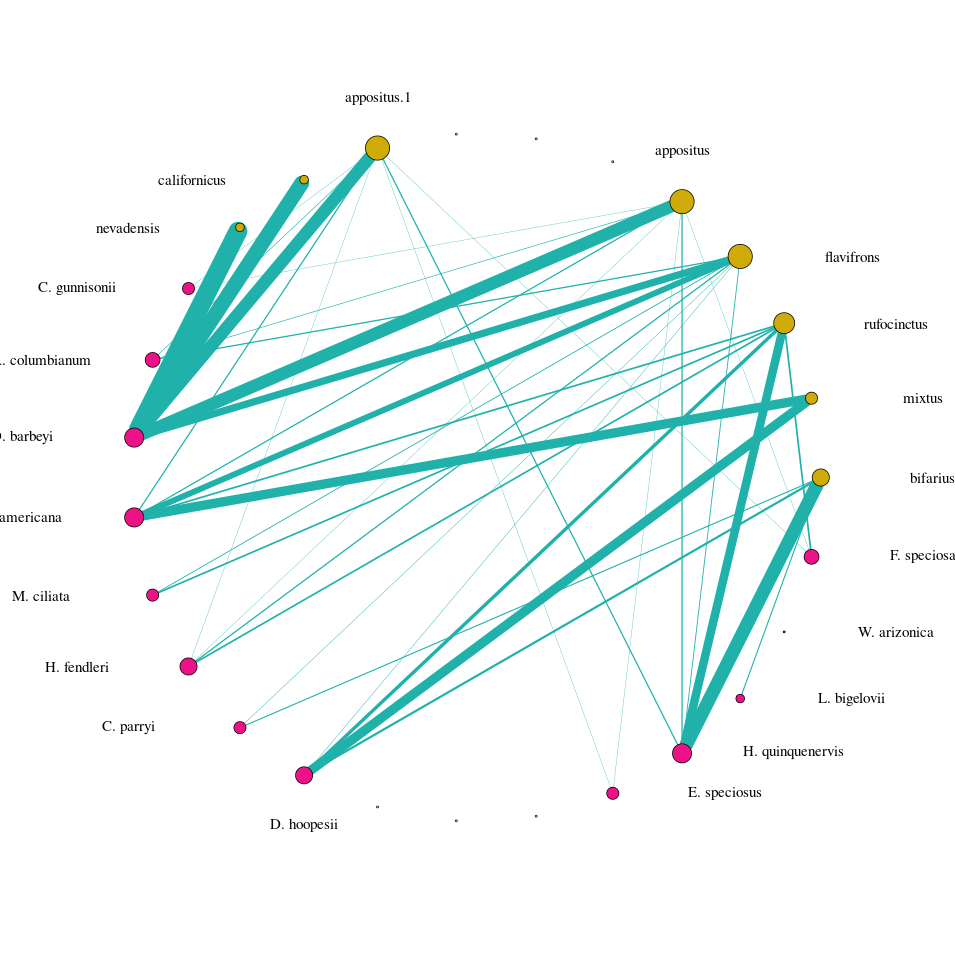 appositus.1
appositus
californicus
nevadensis
flavifrons
C. gunnisonii
rufocinctus
columbianum
mixtus
barbeyi
bifarius
americana
F. speciosa
M. ciliata
W. arizonica
H. fendleri
L. bigelovii
C. parryi
H. quinquenervis
E. speciosus
D. hoopesii